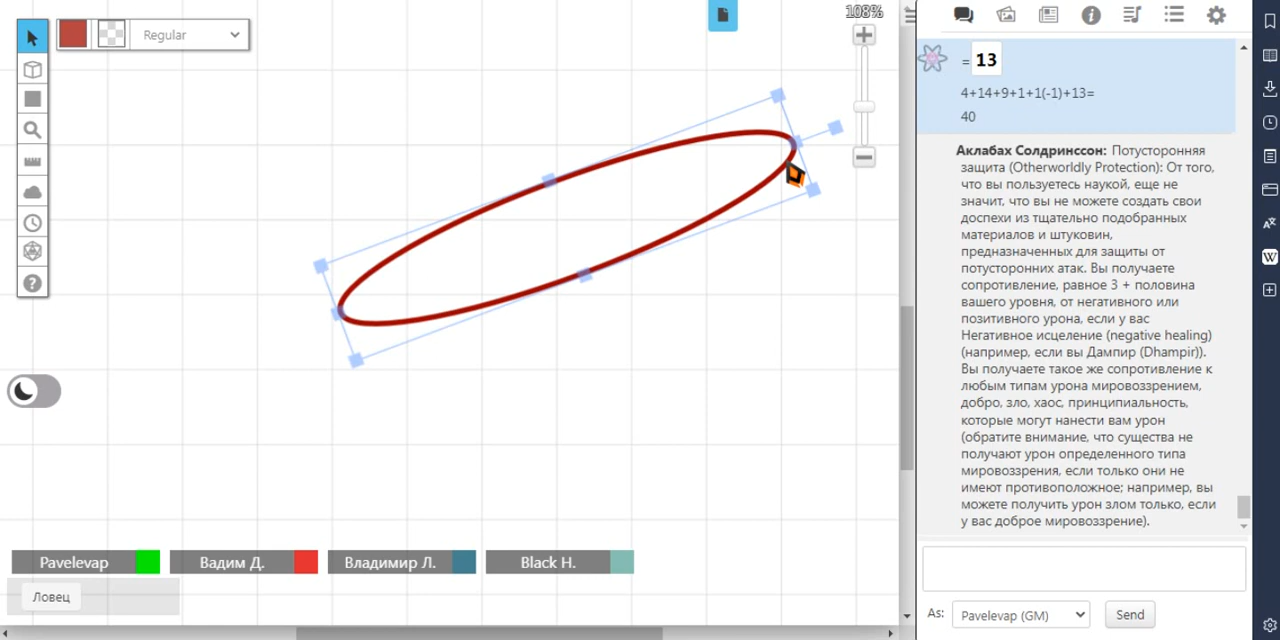 Regular
108%
= 13
4+14+9+1+1(-1)+13=
40
Аклабах Солдринссон: Потусторонняя
защита (Otherworldly Protection): От того,
что вы пользуетесь наукой, еще не
значит, что вы не можете создать свои
доспехи из тщательно подобранных
материалов и штуковин,
предназначенных для защиты от
потусторонних атак. Вы получаете
сопротивление, равное 3 + половина
вашего уровня, от негативного или
позитивного урона, если у вас
Негативное исцеление (negative healing)
(например, если вы Дампир (Dhampir)).
Вы получаете такое же сопротивление к
любым типам урона мировоззрением,
добро, зло, хаос, принципиальность,
которые могут нанести вам урон
(обратите внимание, что существа не
получают урон определенного типа
мировоззрения, если только они не
имеют противоположное; например, вы
можете получить урон злом только, если
у вас доброе мировоззрение).
Pavelevap
Вадим Д.
Владимир Л.
Black H.
Ловец
As:
Pavelevap (GM)
Send